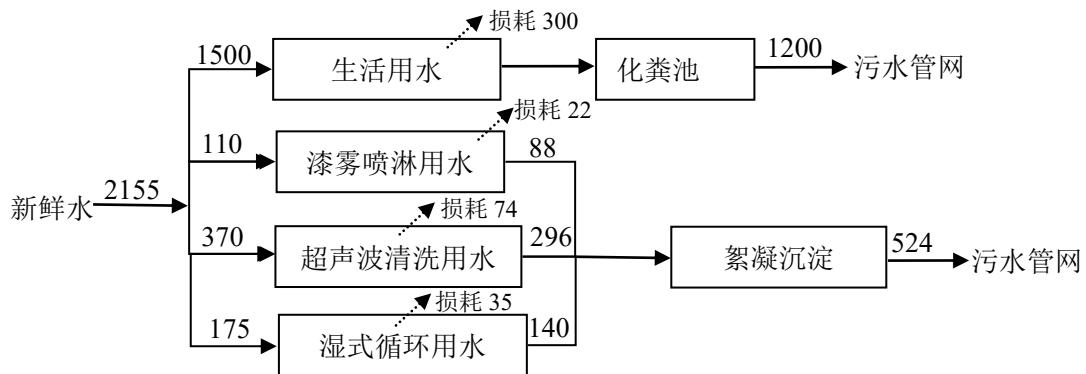 损耗 300
1500
生活用水
化粪池
1200
污水管网
损耗 22
110
漆雾喷淋用水
88
新鲜水
2155
损耗 74
370
超声波清洗用水
296
絮凝沉淀
524
污水管网
损耗 35
175
湿式循环用水
140